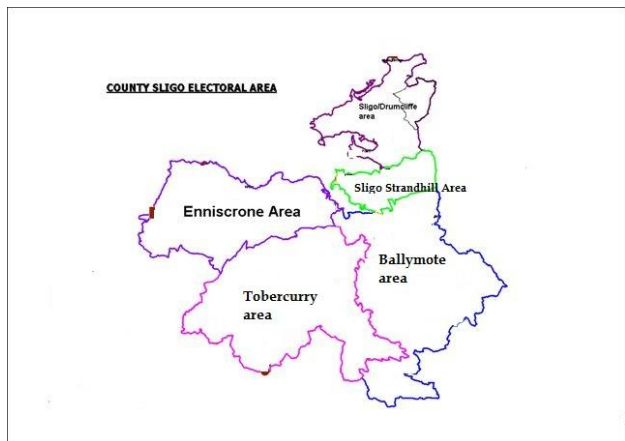 COUNTY SLIGO ELECTORAL AREA
Sligo/Drumcliffe
area
Sligo Strandhill Area
Enniscrone Area
Ballymote
area
Tobercurry
area